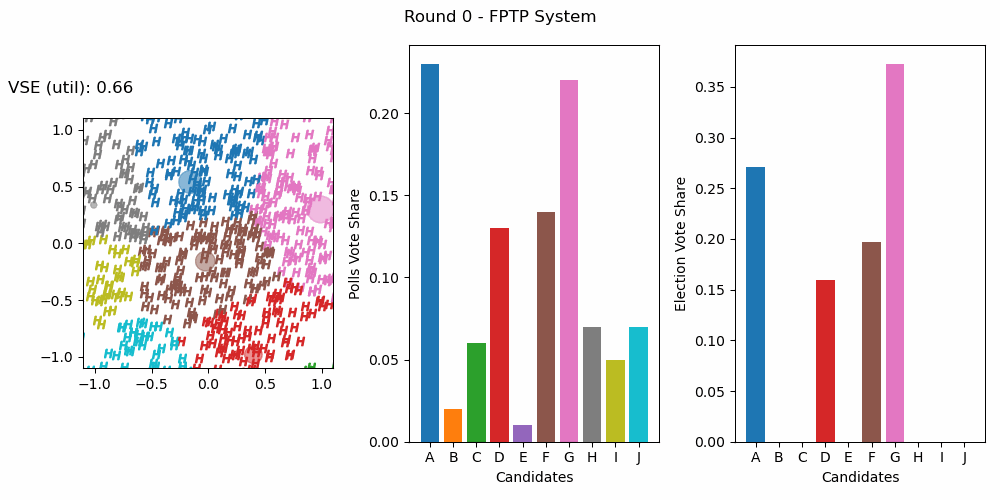 Round 0 - FPTP System
VSE (util): 0.66
1.0
0.5
0.0
−0.5
−1.0
−1.0 −0.5 0.0 0.5 1.0
Polls Vote Share
0.20
0.15
0.10
0.05
0.00
A B C D E F G H I J
Candidates
Election Vote Share
0.35
0.30
0.25
0.20
0.15
0.10
0.05
0.00
A B C D E F G H I J
Candidates